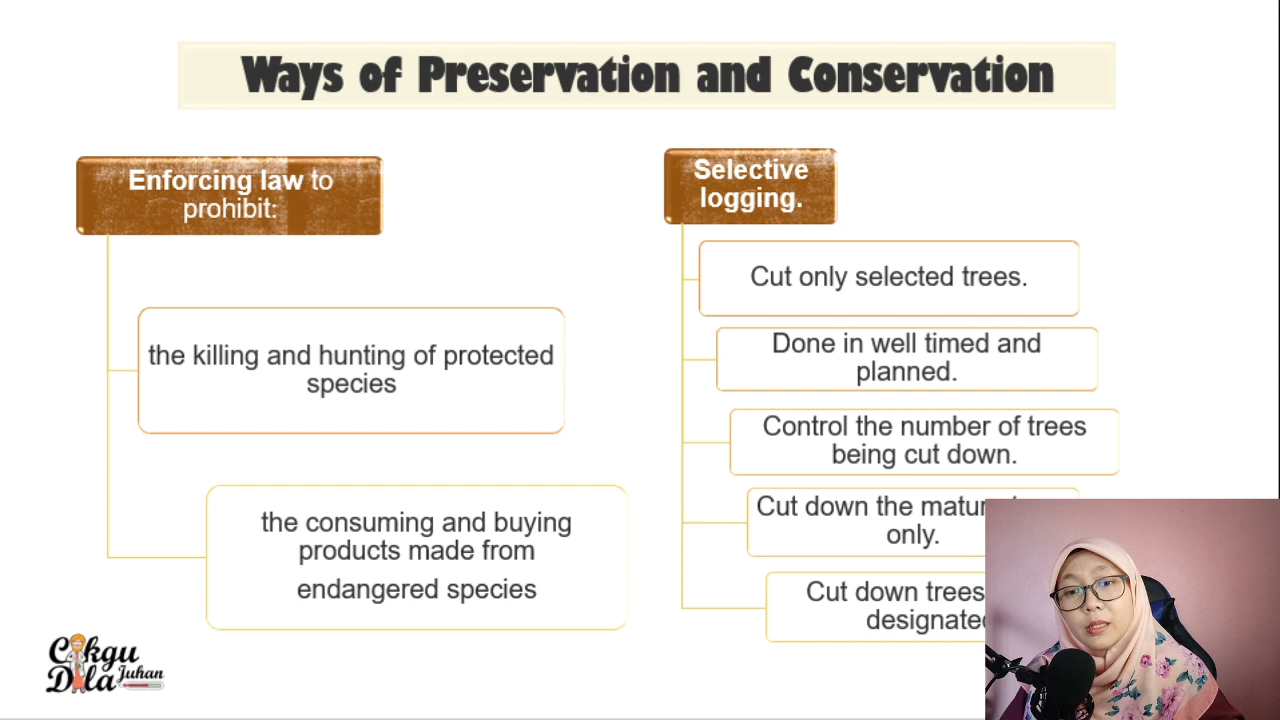 Ways of Preservation and Conservation
Enforcing law to
prohibit:
the killing and hunting of protected
species
the consuming and buying
products made from
endangered species
Selective
logging.
Cut only selected trees.
Done in well timed and
planned.
Control the number of trees
being cut down.
Cut down the
only.
Cut down trees
Cikgu
Dila Juhan